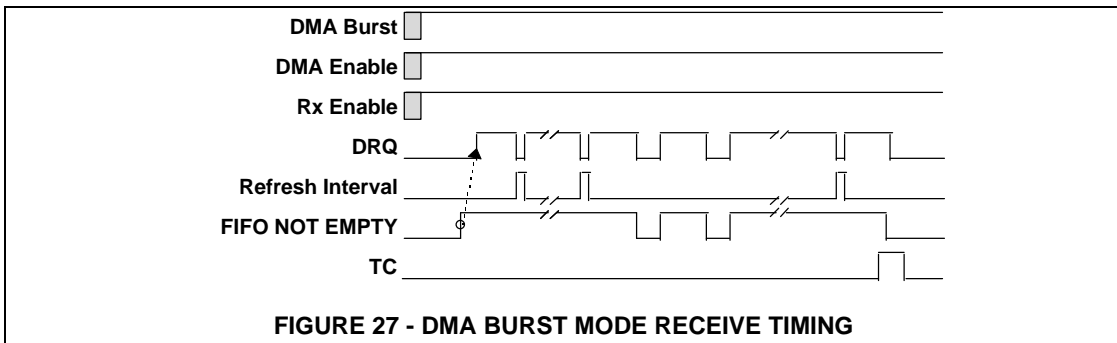 DMA Burst
DMA Enable
Rx Enable
DRQ
Refresh Interval
FIFO NOT EMPTY
TC
FIGURE 27 - DMA BURST MODE RECEIVE TIMING